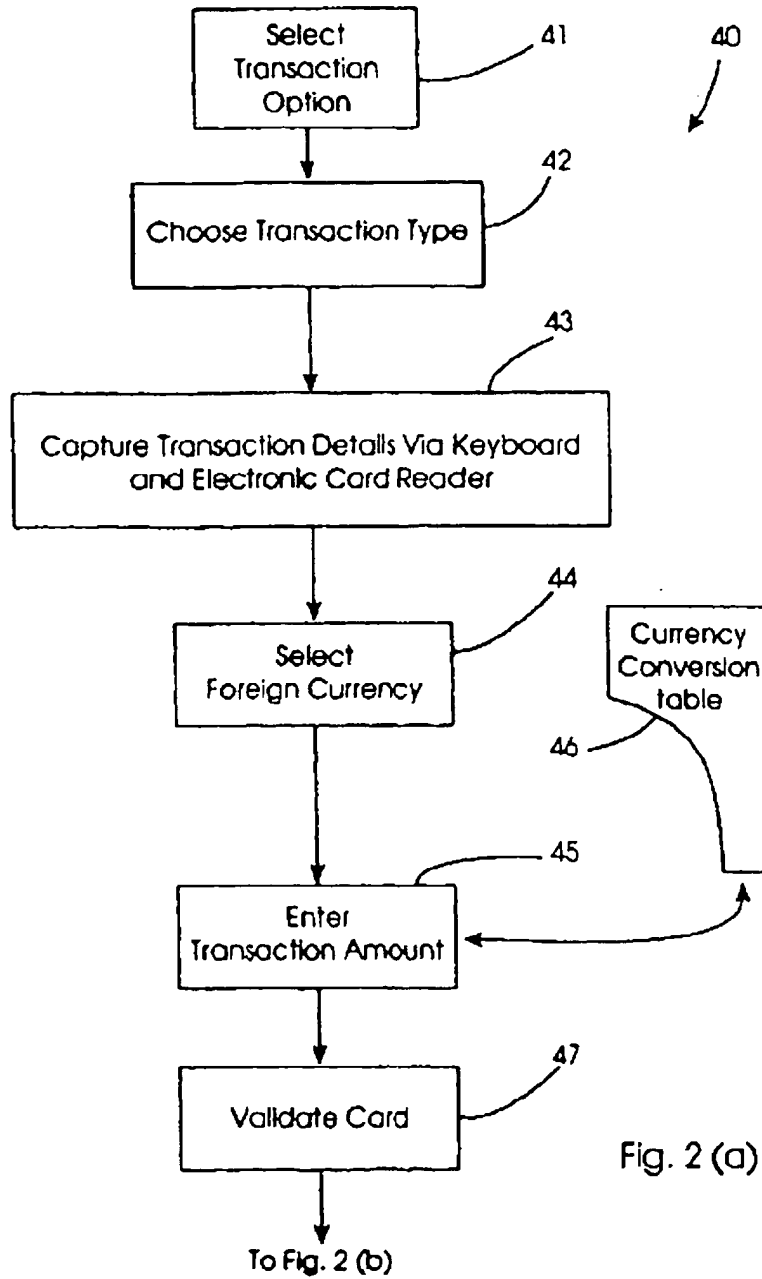 Select
Transaction
Option
41
40
42
Choose Transaction Type
43
Capture Transaction Details Via Keyboard
and Electronic Card Reader
44
Select
Foreign Currency
Currency
Conversion
table
46
45
Enter
Transaction Amount
47
Validate Card
Fig. 2 (a)
To Fig. 2 (b)